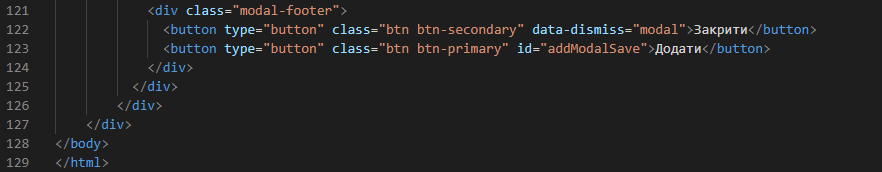 121 <div class="modal-footer">
122 <button type="button" class="btn btn-secondary" data-dismiss="modal">Закрити</button>
123 <button type="button" class="btn btn-primary" id="addModalSave">Додати</button>
124 </div>
125 </div>
126 </div>
127 </div>
128 </body>
129 </html>